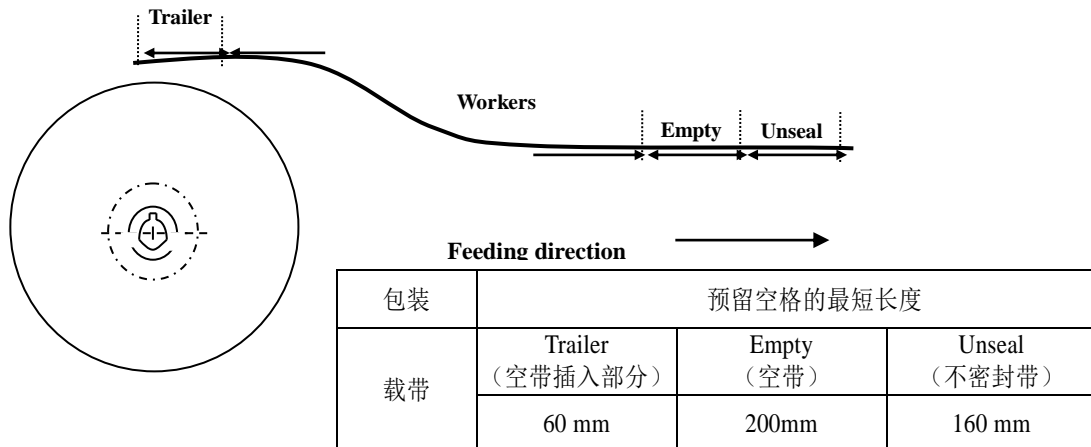 Trailer
Workers
Empty Unseal
Feeding direction
包装 预留空格的最短长度
载带
Trailer Empty Unseal
（空带插入部分） （空带） （不密封带）
60 mm 200mm 160 mm